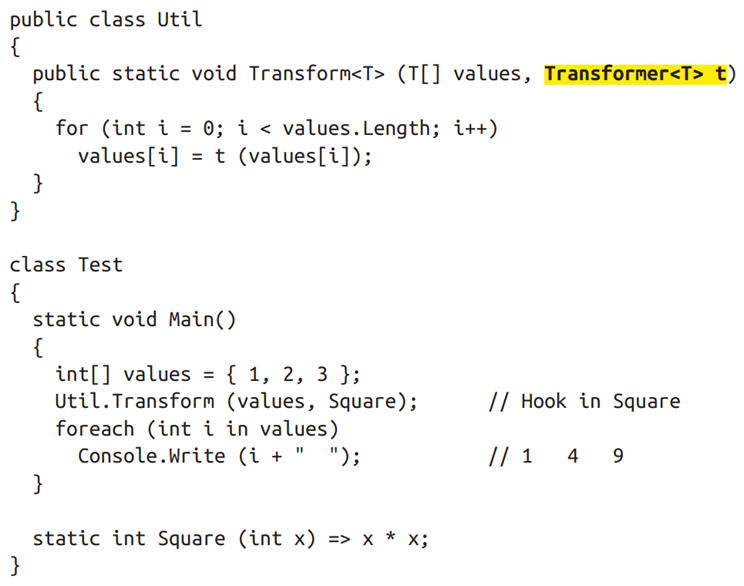 public class Util
{
  public static void Transform<T> (T[] values, Transformer<T> t)
  {
    for (int i = 0; i < values.Length; i++)
      values[i] = t (values[i]);
  }
}

class Test
{
  static void Main()
  {
    int[] values = { 1, 2, 3 };
    Util.Transform (values, Square);      // Hook in Square
    foreach (int i in values)
      Console.Write (i + "  ");           // 1   4   9
  }

  static int Square (int x) => x * x;
}